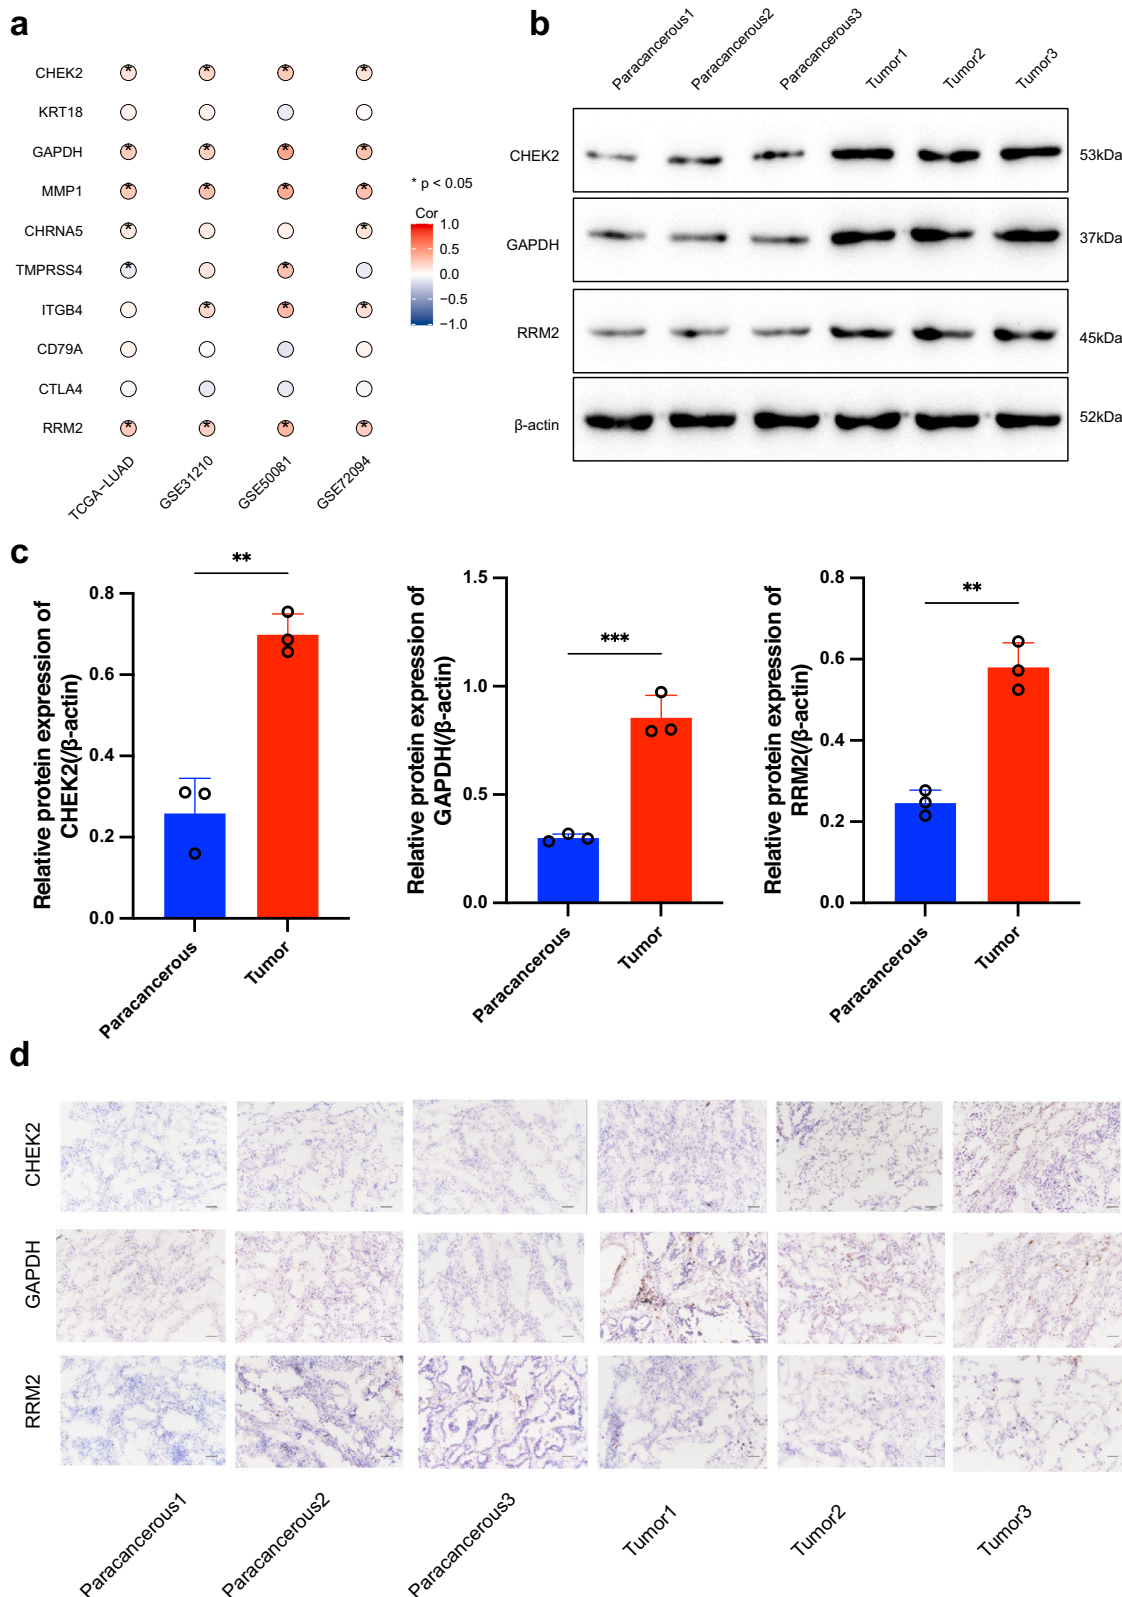 a
CHEK2
* * * *
KRT18
GAPDH
* * * *
MMP1
* * * *
CHRNA5
* *
TMPRSS4
* *
ITGB4
* * *
CD79A
CTLA4
RRM2
* * * *
TCGA−LUAD
GSE31210
GSE50081
GSE72094
* p < 0.05
Cor
1.0
0.5
0.0
−0.5
−1.0
b
Paracancerous1
Paracancerous2
Paracancerous3
Tumor1
Tumor2
Tumor3
CHEK2
53kDa
GAPDH
37kDa
RRM2
45kDa
β-actin
52kDa
c
Relative protein expression of
CHEK2(/β-actin)
0.8
0.6
0.4
0.2
0.0
**
Paracancerous
Tumor
Relative protein expression of
GAPDH(/β-actin)
1.5
1.0
0.5
0.0
***
Paracancerous
Tumor
Relative protein expression of
RRM2(/β-actin)
0.8
0.6
0.4
0.2
0.0
**
Paracancerous
Tumor
d
CHEK2
GAPDH
RRM2
Paracancerous1
Paracancerous2
Paracancerous3
Tumor1
Tumor2
Tumor3